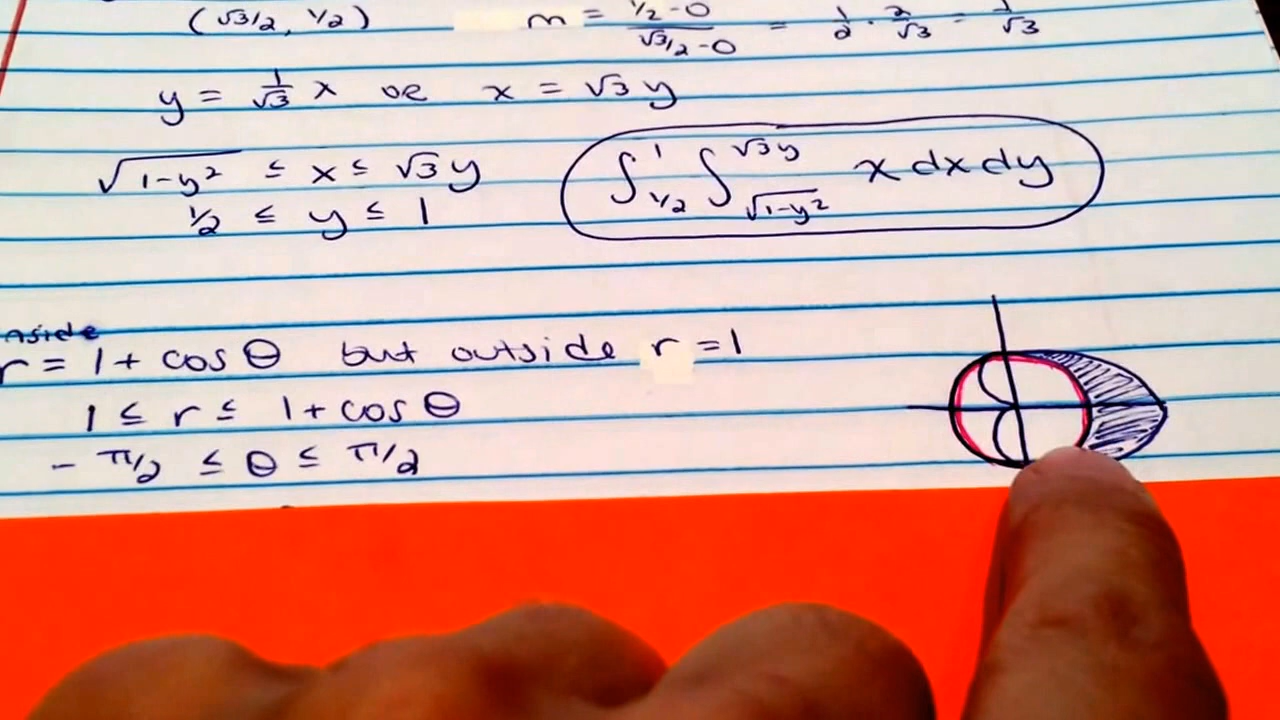 (√3/2, 1/2) m = 1/2-0 / √3/2-0 = 1/2 · 2/√3 = 1/√3
y = 1/√3 x or x = √3 y
√1-y² ≤ x ≤ √3 y
1/2 ≤ y ≤ 1
∫_{1/2}^{1} ∫_{√1-y²}^{√3y} x dx dy
inside
r = 1 + cos θ but outside r = 1
1 ≤ r ≤ 1 + cos θ
- π/2 ≤ θ ≤ π/2